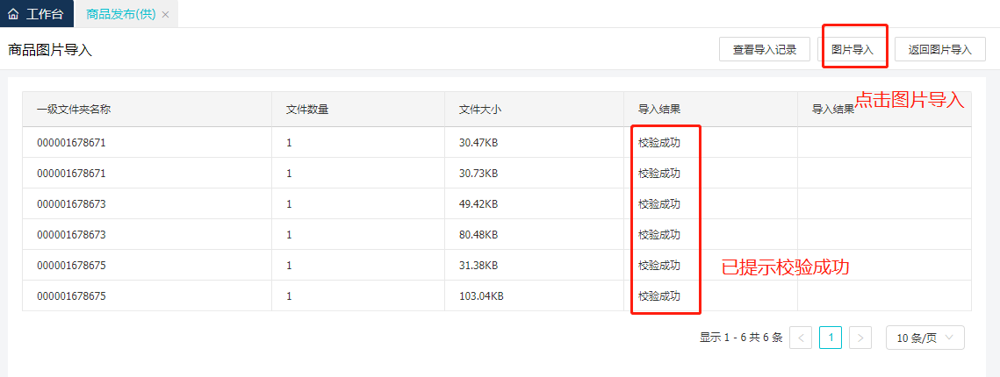 工作台 商品发布(供) ×
商品图片导入 查看导入记录 图片导入 返回图片导入
点击图片导入
一级文件夹名称 文件数量 文件大小 导入结果 导入结果
000001678671 1 30.47KB 校验成功
000001678671 1 30.73KB 校验成功
000001678673 1 49.42KB 校验成功
000001678673 1 80.48KB 校验成功
000001678675 1 31.38KB 校验成功
已提示校验成功
000001678675 1 103.04KB 校验成功
显示 1 - 6 共 6 条 < 1 > 10 条/页